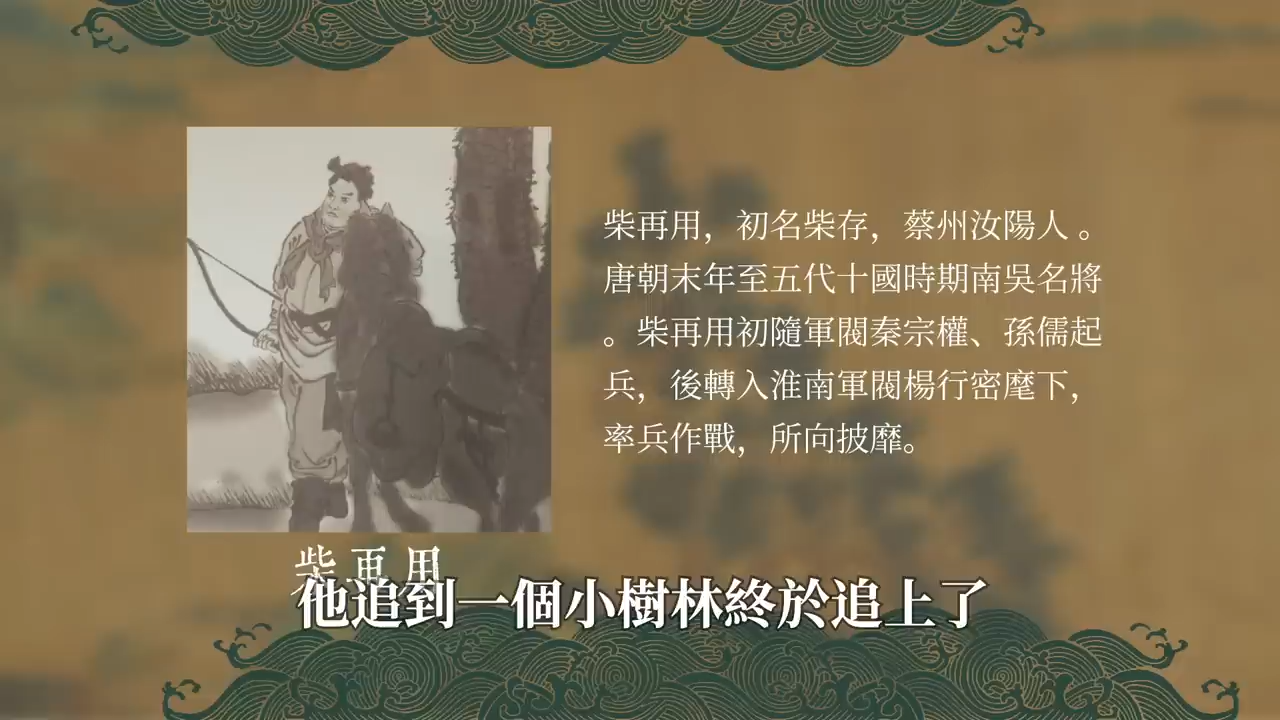 柴再用，初名柴存，蔡州汝陽人 。
唐朝末年至五代十國時期南吳名將
。柴再用初隨軍閥秦宗權、孫儒起
兵，後轉入淮南軍閥楊行密麾下，
率兵作戰，所向披靡。
柴再用
他追到一個小樹林終於追上了